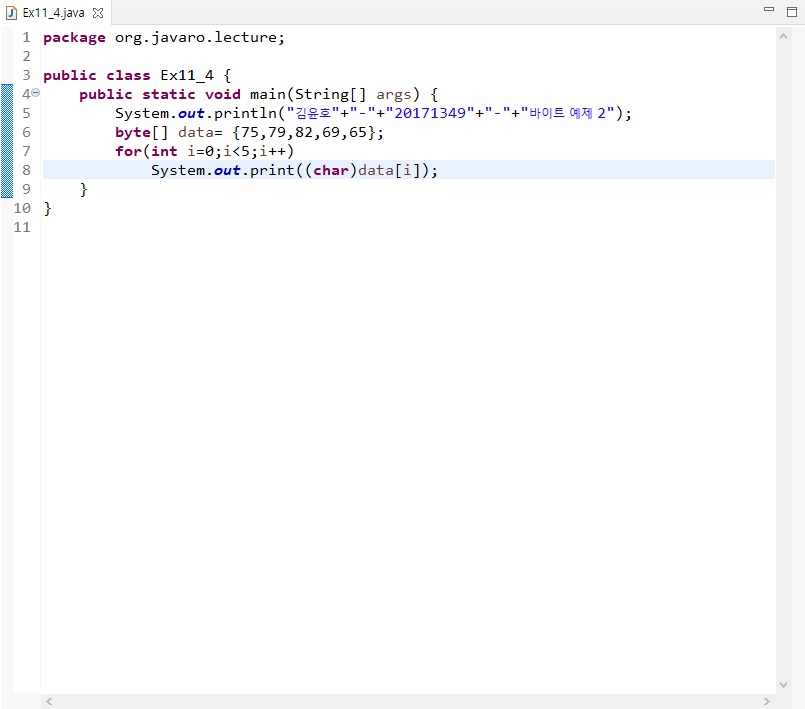 Ex11_4.java
1 package org.javaro.lecture;
2
3 public class Ex11_4 {
4 public static void main(String[] args) {
5 System.out.println("김윤호"+"-"+"20171349"+"-"+"바이트 예제 2");
6 byte[] data= {75,79,82,69,65};
7 for(int i=0;i<5;i++)
8 System.out.print((char)data[i]);
9 }
10 }
11